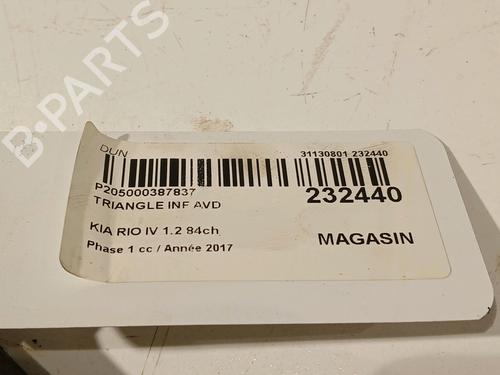 B-PARTS
DUN
31130801 232440
P205000387837
232440
TRIANGLE INF AVD
KIA RIO IV 1.2 84ch
MAGASIN
Phase 1 cc / Année 2017